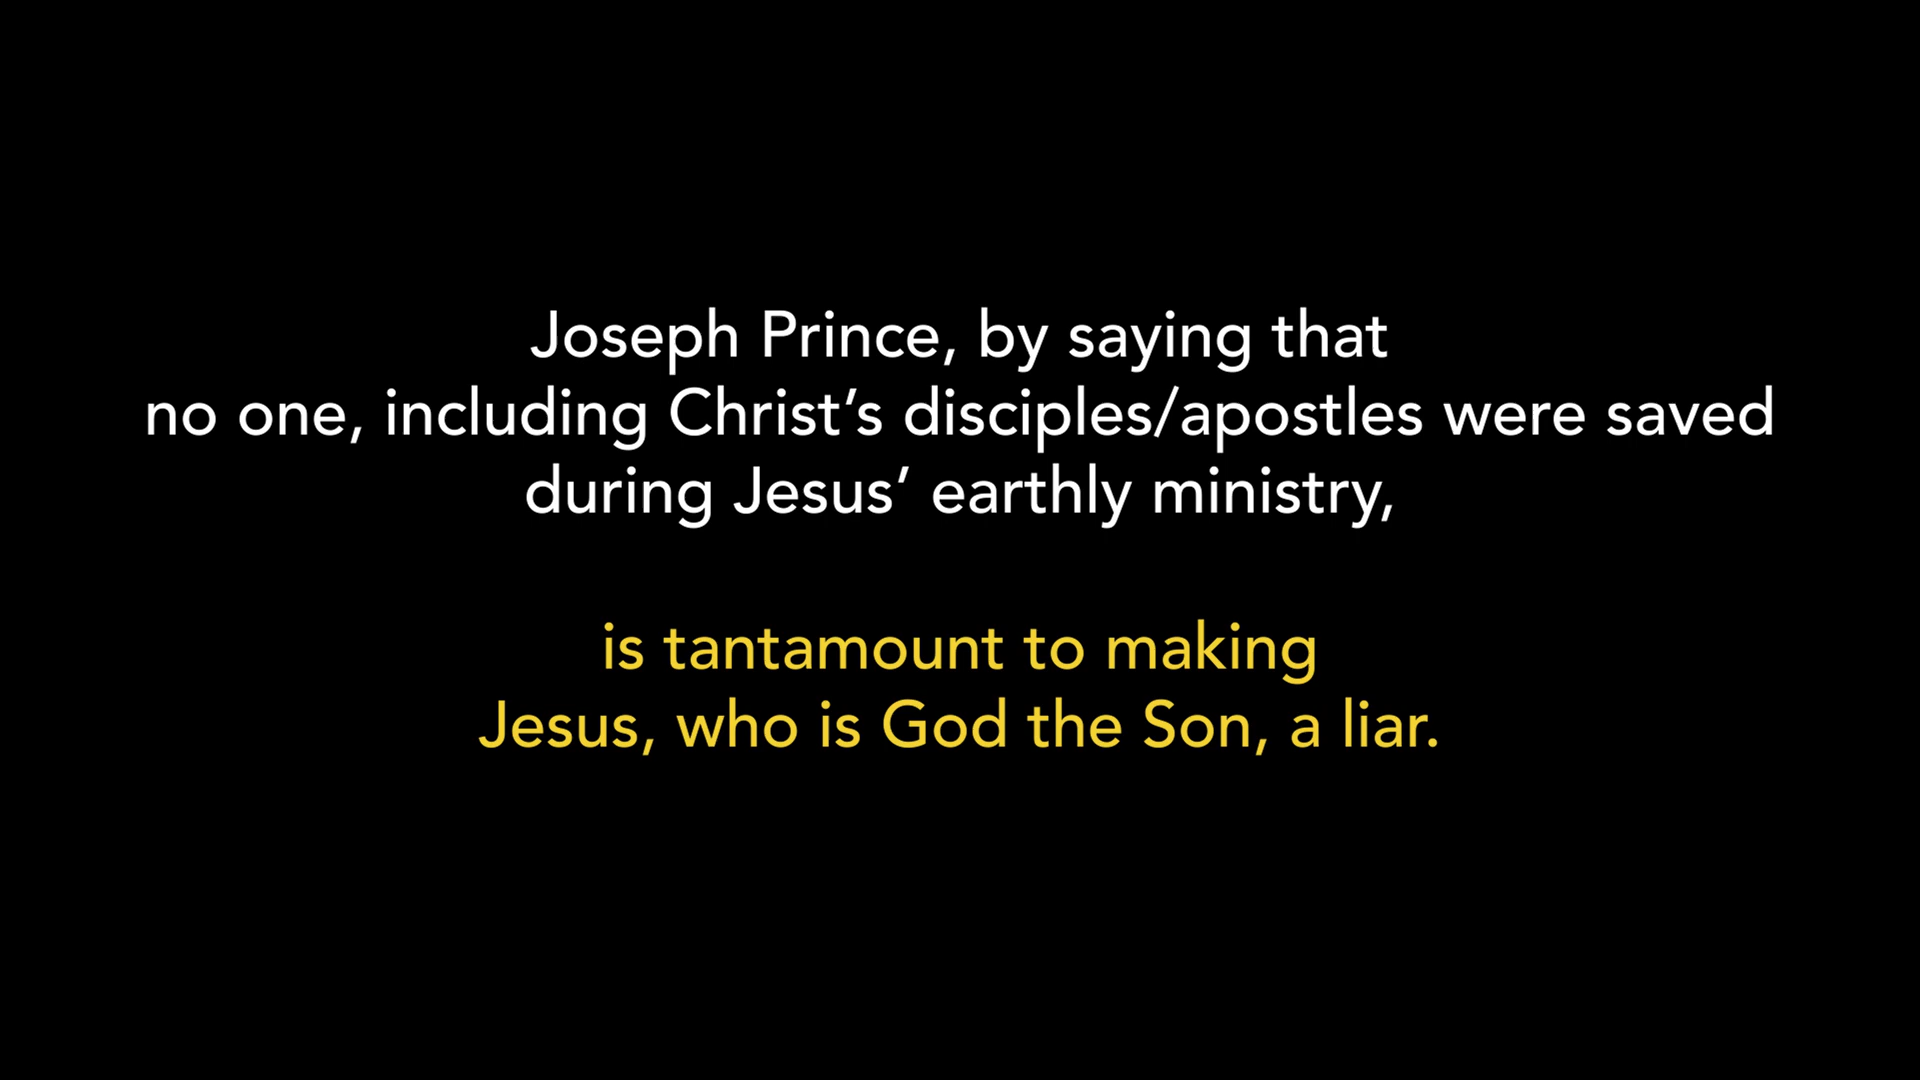 Joseph Prince, by saying that
no one, including Christ’s disciples/apostles were saved
during Jesus’ earthly ministry,
is tantamount to making
Jesus, who is God the Son, a liar.